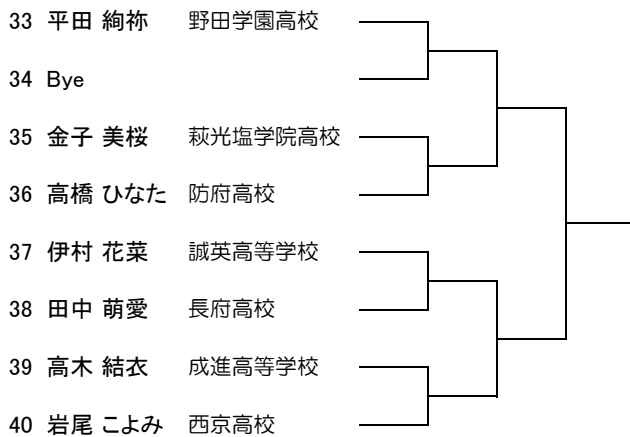 33 平田 絢祢 野田学園高校
34 Bye
35 金子 美桜 萩光塩学院高校
36 高橋 ひなた 防府高校
37 伊村 花菜 誠英高等学校
38 田中 萌愛 長府高校
39 高木 結衣 成進高等学校
40 岩尾 こよみ 西京高校